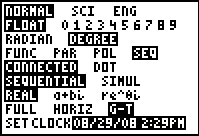 NORMAL SCI ENG
FLOAT 0 1 2 3 4 5 6 7 8 9
RADIAN DEGREE
FUNC PAR POL SEQ
CONNECTED DOT
SEQUENTIAL SIMUL
REAL a+bi re^θi
FULL HORIZ G-T
SET CLOCK 08/29/08 2:29PM